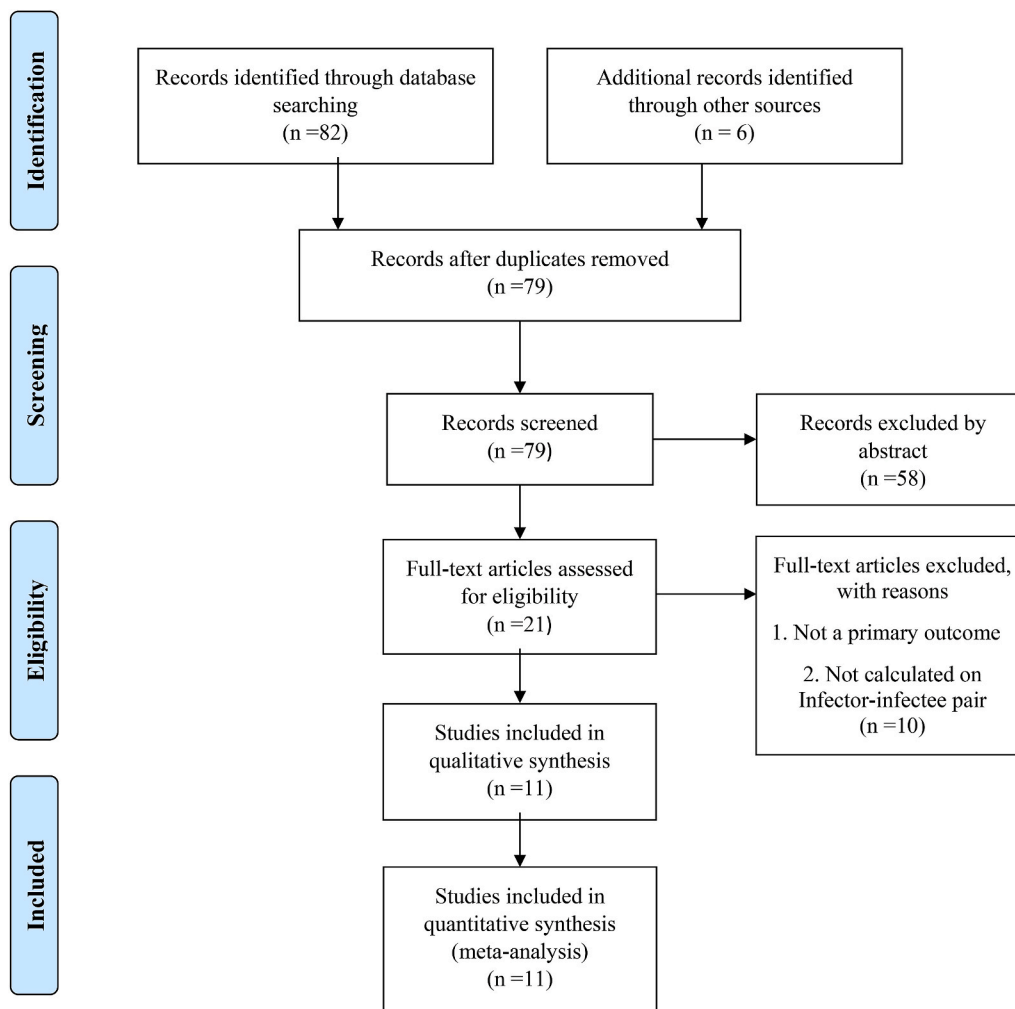 Identification
Records identified through database
searching
(n =82)
Additional records identified
through other sources
(n = 6)
Records after duplicates removed
(n =79)
Screening
Records screened
(n =79)
Records excluded by
abstract
(n =58)
Eligibility
Full-text articles assessed
for eligibility
(n =21)
Full-text articles excluded,
with reasons
1. Not a primary outcome
2. Not calculated on
Infector-infectee pair
(n =10)
Studies included in
qualitative synthesis
(n =11)
Included
Studies included in
quantitative synthesis
(meta-analysis)
(n =11)